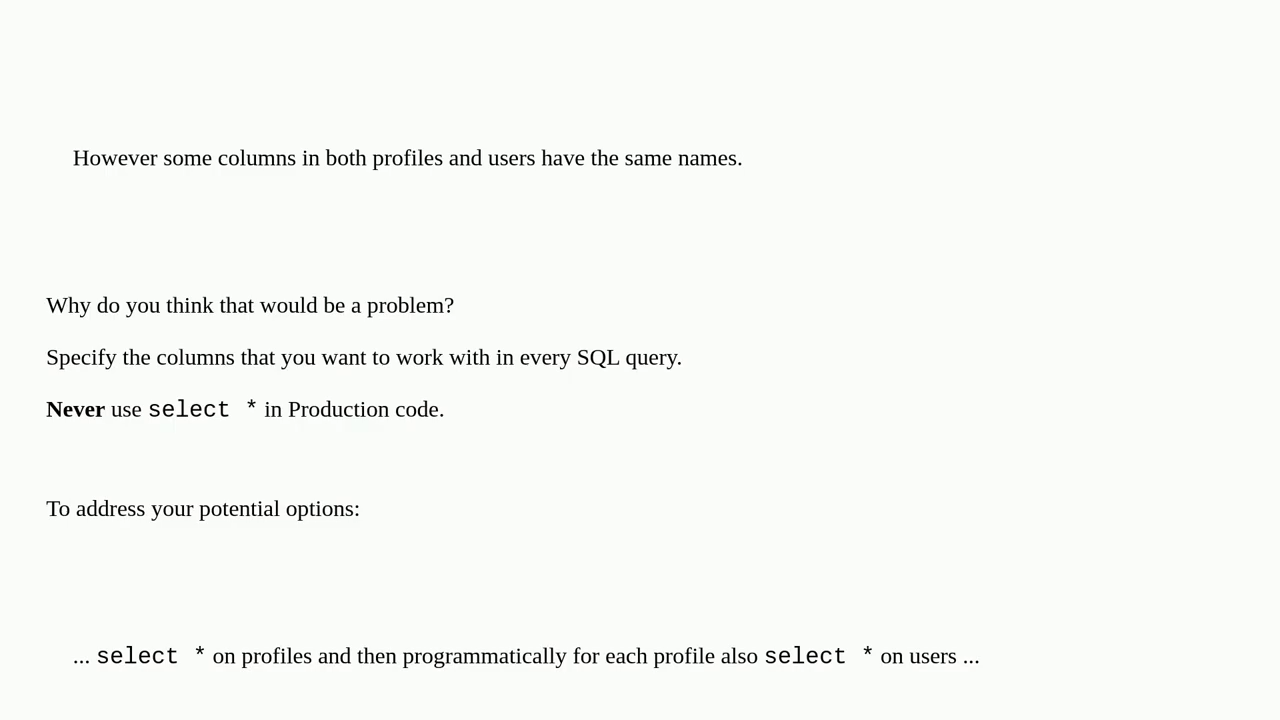 However some columns in both profiles and users have the same names.
Why do you think that would be a problem?
Specify the columns that you want to work with in every SQL query.
Never use select * in Production code.
To address your potential options:
... select * on profiles and then programmatically for each profile also select * on users ...